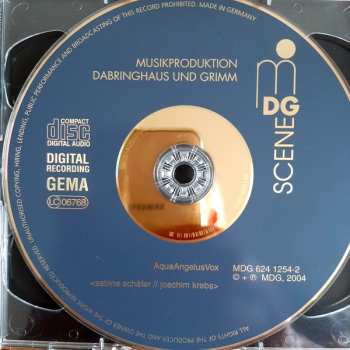 UNAUTHORISED COPYING, HIRING, LENDING, PUBLIC PERFORMANCE AND BROADCASTING OF THIS RECORD PROHIBITED. MADE IN GERMANY
MUSIKPRODUKTION
DABRINGHAUS UND GRIMM
MDG
SCENE
COMPACT
disc
DIGITAL AUDIO
DIGITAL
RECORDING
GEMA
LC 06768
AquaAngelusVox
<sabine schäfer // joachim krebs>
MDG 624 1254-2
© + ℗ MDG, 2004
ALL RIGHTS OF THE PRODUCER AND THE OWNER OF THE WORK REPRODUCED RESERVED